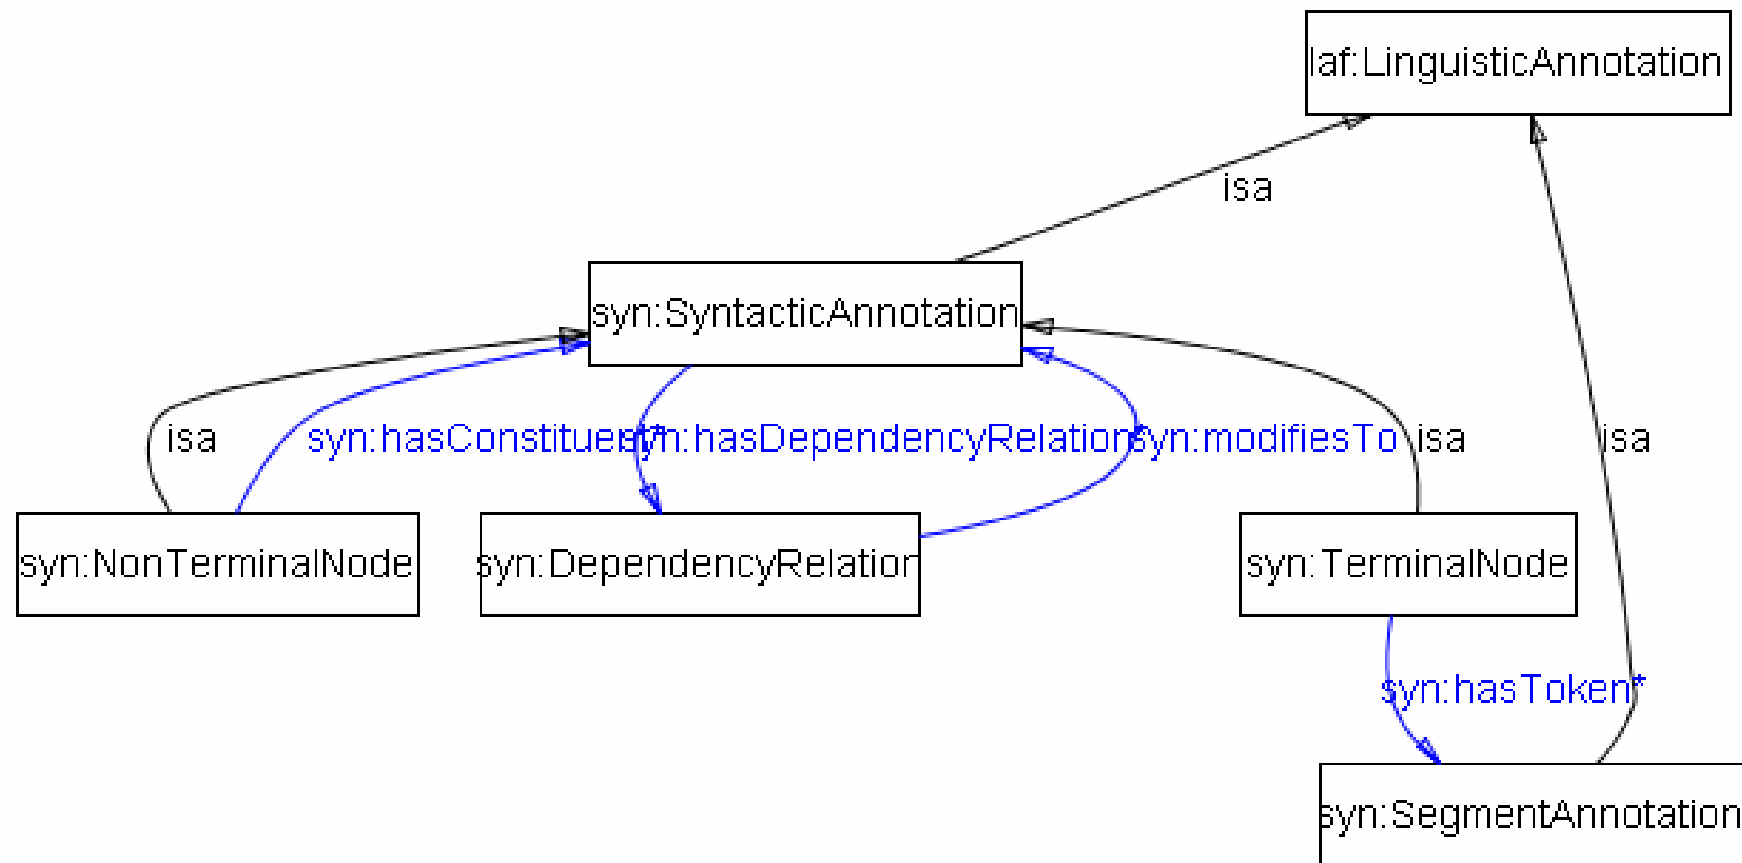 laf:LinguisticAnnotation
isa
syn:SyntacticAnnotation
isa
syn:hasConstituent*
syn:hasDependencyRelation*
syn:modifiesTo
isa
isa
syn:NonTerminalNode
syn:DependencyRelation
syn:TerminalNode
syn:hasToken*
syn:SegmentAnnotation